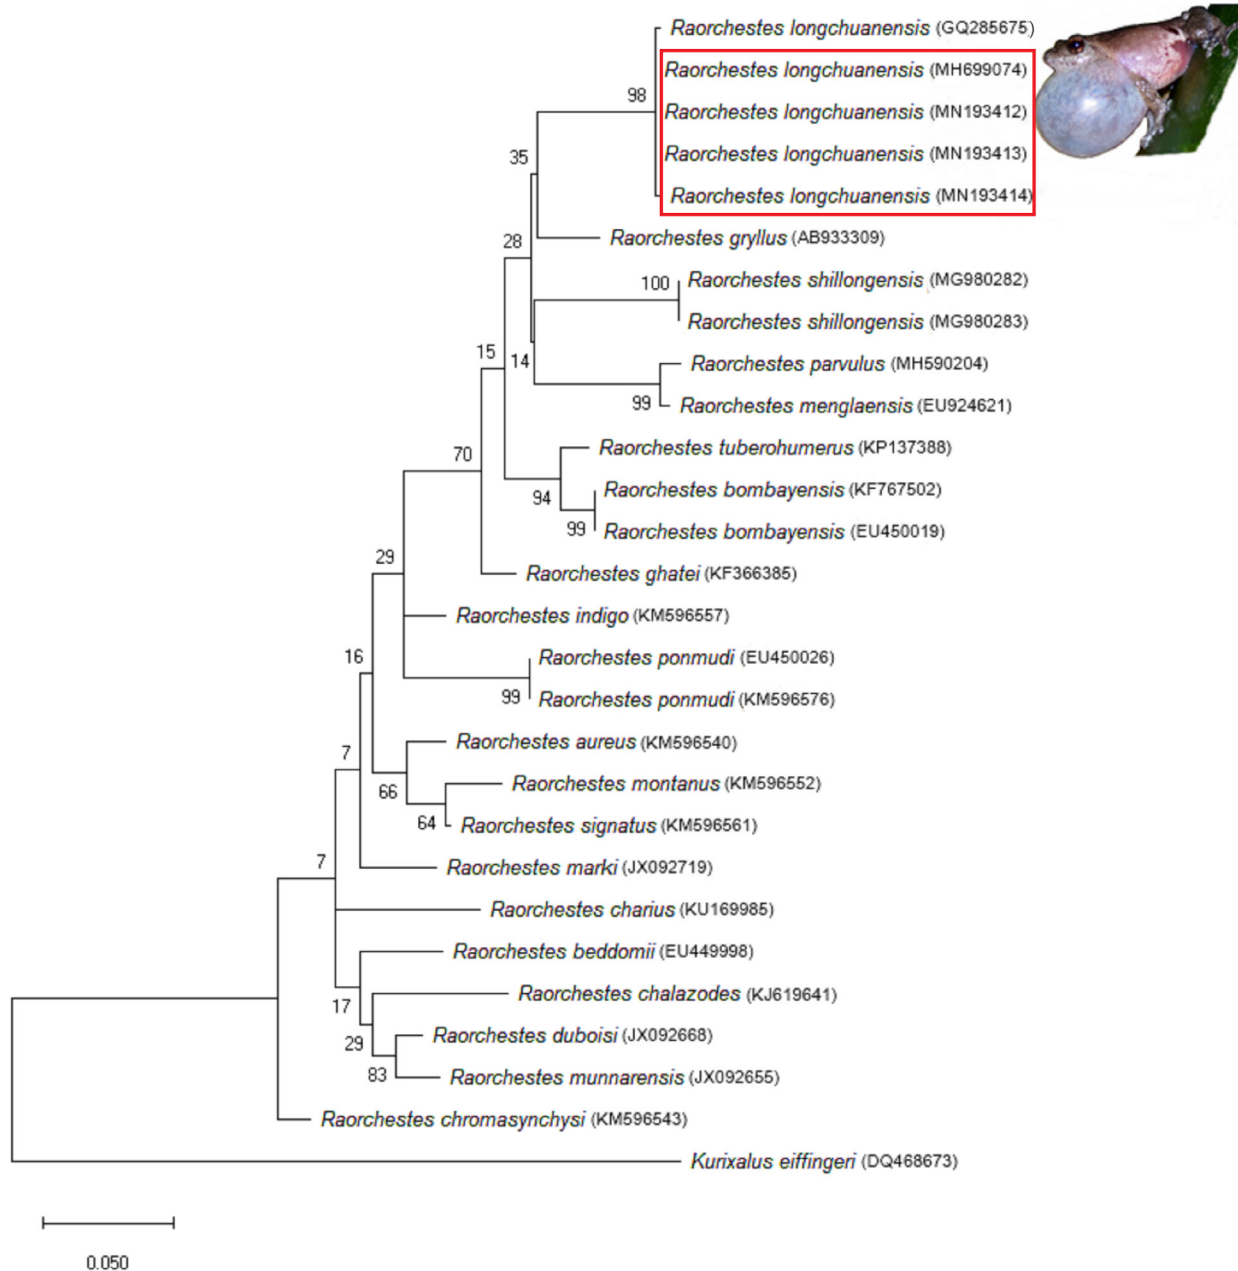 Raorchestes longchuanensis (GQ285675)
Raorchestes longchuanensis (MH699074)
98
Raorchestes longchuanensis (MN193412)
Raorchestes longchuanensis (MN193413)
35
Raorchestes longchuanensis (MN193414)
Raorchestes gryllus (AB933309)
28
Raorchestes shillongensis (MG980282)
100
Raorchestes shillongensis (MG980283)
15
14
Raorchestes parvulus (MH590204)
99
Raorchestes menglaensis (EU924621)
Raorchestes tuberohumerus (KP137388)
70
94
Raorchestes bombayensis (KF767502)
99
Raorchestes bombayensis (EU450019)
29
Raorchestes ghatei (KF366385)
Raorchestes indigo (KM596557)
16
Raorchestes ponmudi (EU450026)
99
Raorchestes ponmudi (KM596576)
Raorchestes aureus (KM596540)
7
66
Raorchestes montanus (KM596552)
64
Raorchestes signatus (KM596561)
7
Raorchestes marki (JX092719)
Raorchestes charius (KU169985)
Raorchestes beddomii (EU449998)
17
Raorchestes chalazodes (KJ619641)
29
Raorchestes duboisi (JX092668)
83
Raorchestes munnarensis (JX092655)
Raorchestes chromasynchysi (KM596543)
Kurixalus eiffingeri (DQ468673)
0.050